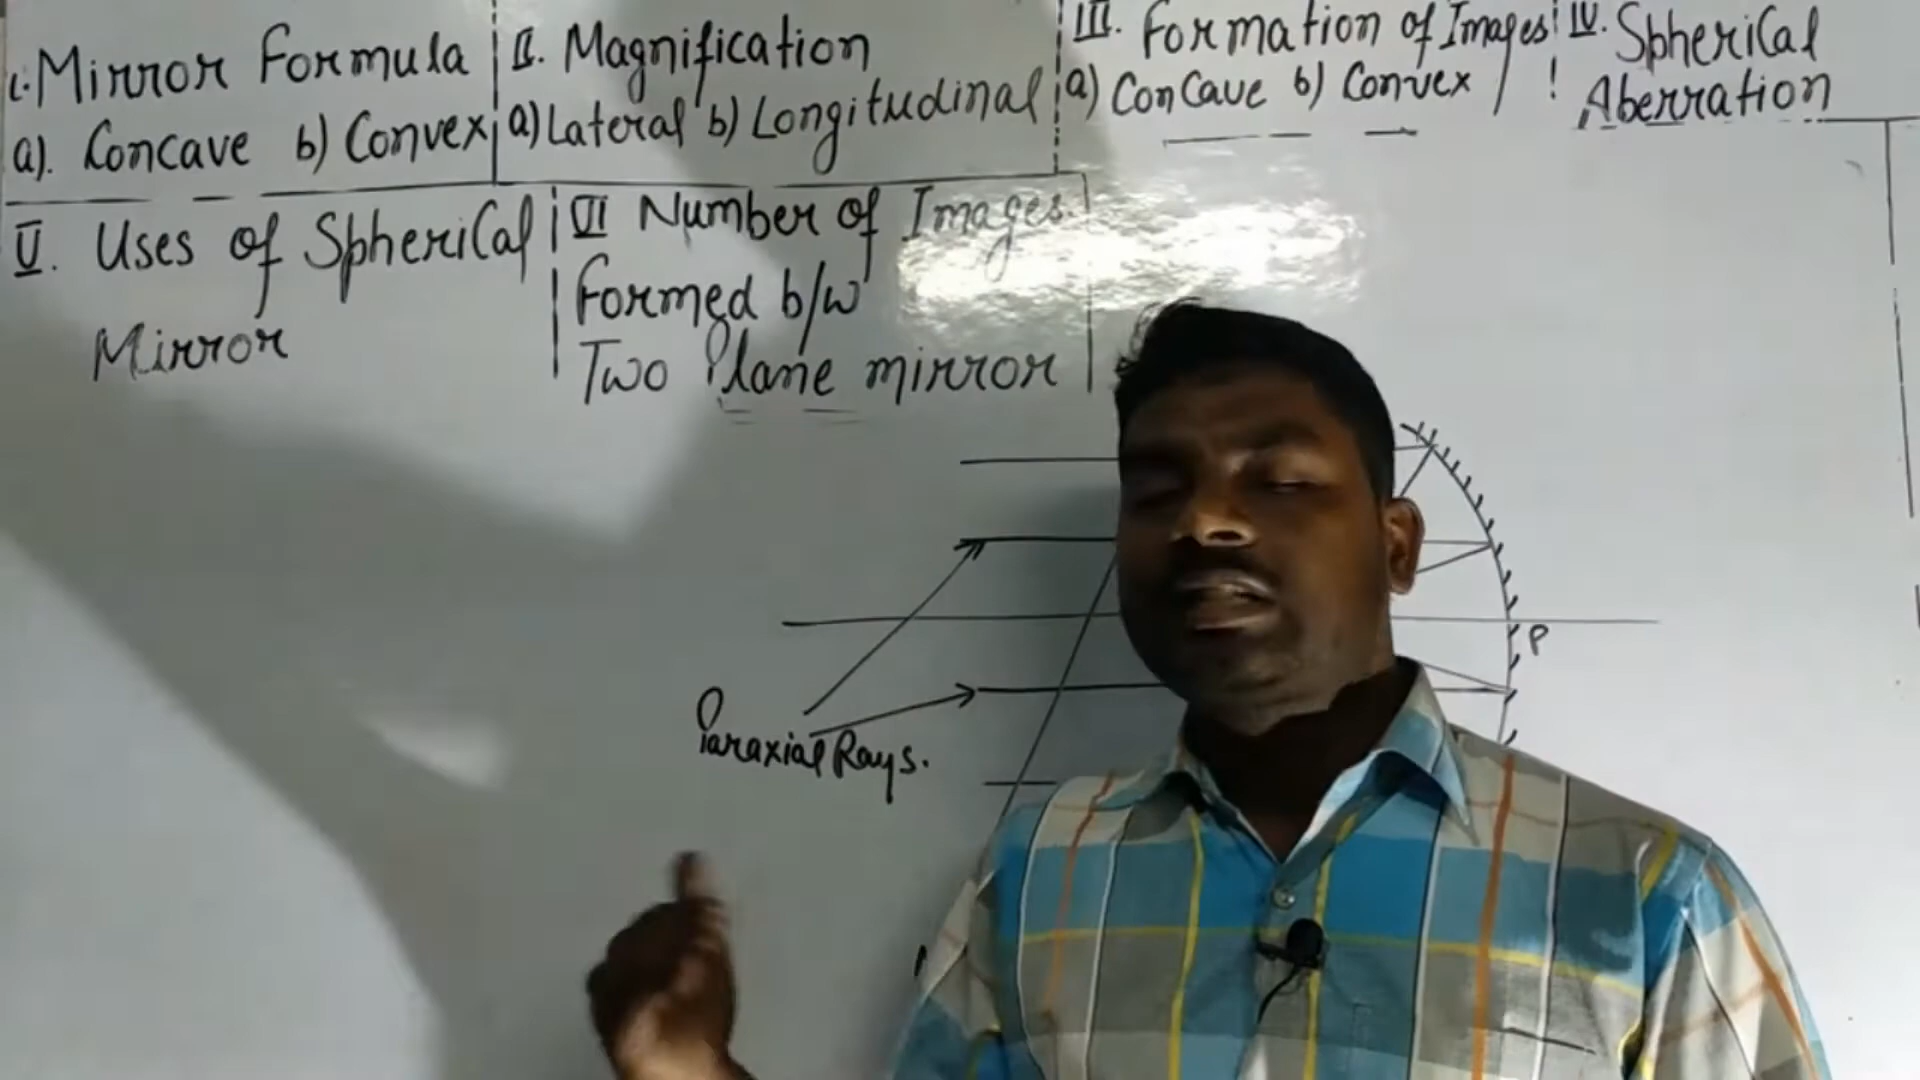 i. Mirror Formula
a). Concave b) Convex
II. Magnification
a) Lateral b) Longitudinal
III. Formation of Images
a) Concave b) Convex
IV. Spherical
Aberration
V. Uses of Spherical
Mirror
VI Number of Images
Formed b/w
Two Plane mirror
P
Paraxial Rays.